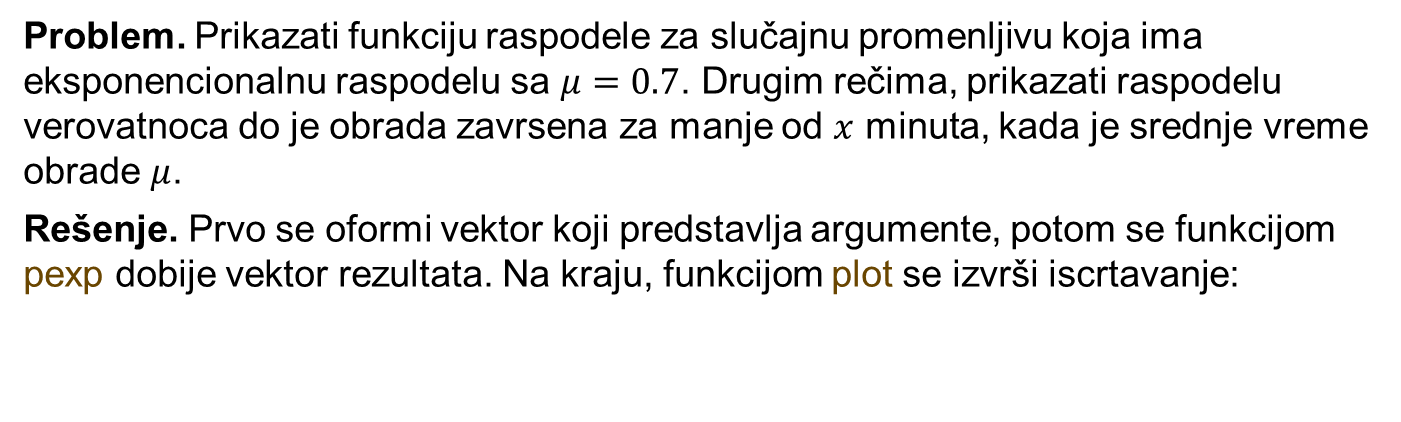 Problem. Prikazati funkciju raspodele za slučajnu promenljivu koja ima
eksponencionalnu raspodelu sa μ = 0.7. Drugim rečima, prikazati raspodelu
verovatnoca do je obrada zavrsena za manje od x minuta, kada je srednje vreme
obrade μ.
Rešenje. Prvo se oformi vektor koji predstavlja argumente, potom se funkcijom
pexp dobije vektor rezultata. Na kraju, funkcijom plot se izvrši iscrtavanje: